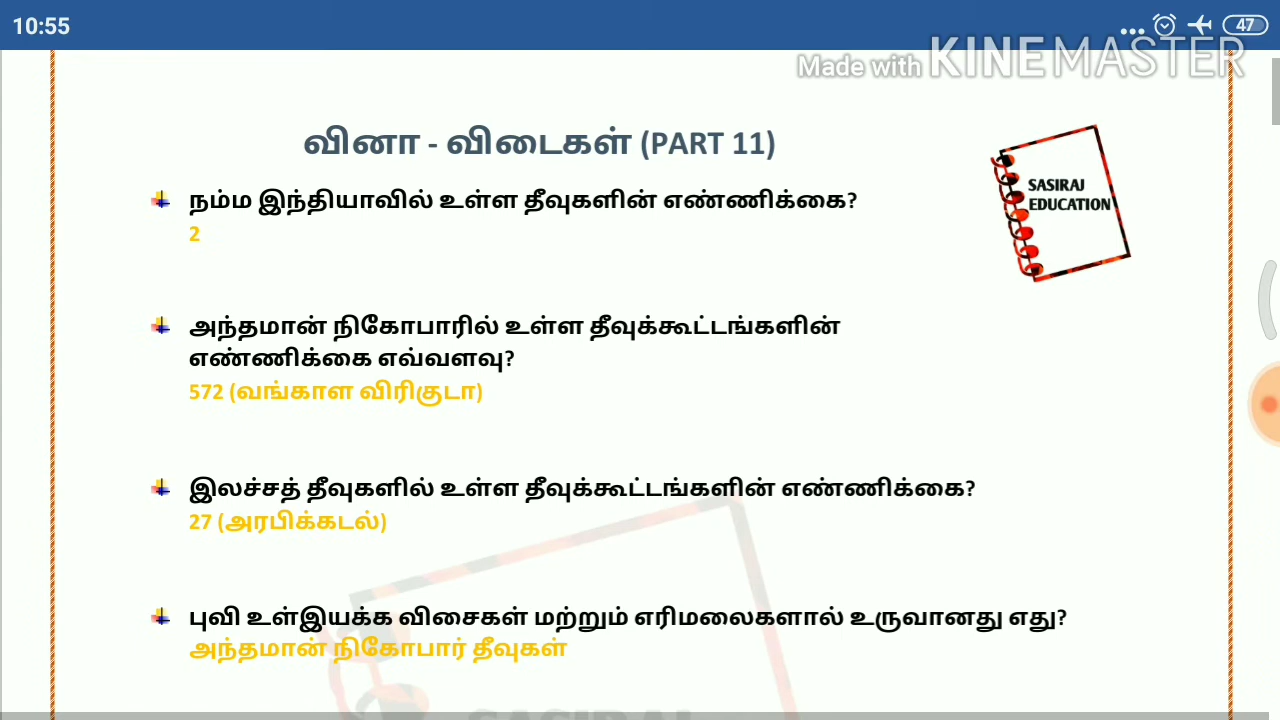 10:55
47
Made with KINEMASTER
வினா - விடைகள் (PART 11)
SASIRAJ
EDUCATION
நம்ம இந்தியாவில் உள்ள தீவுகளின் எண்ணிக்கை?
2
அந்தமான் நிகோபாரில் உள்ள தீவுக்கூட்டங்களின்
எண்ணிக்கை எவ்வளவு?
572 (வங்காள விரிகுடா)
இலச்சத் தீவுகளில் உள்ள தீவுக்கூட்டங்களின் எண்ணிக்கை?
27 (அரபிக்கடல்)
புவி உள்இயக்க விசைகள் மற்றும் எரிமலைகளால் உருவானது எது?
அந்தமான் நிகோபார் தீவுகள்
SASIRAJ